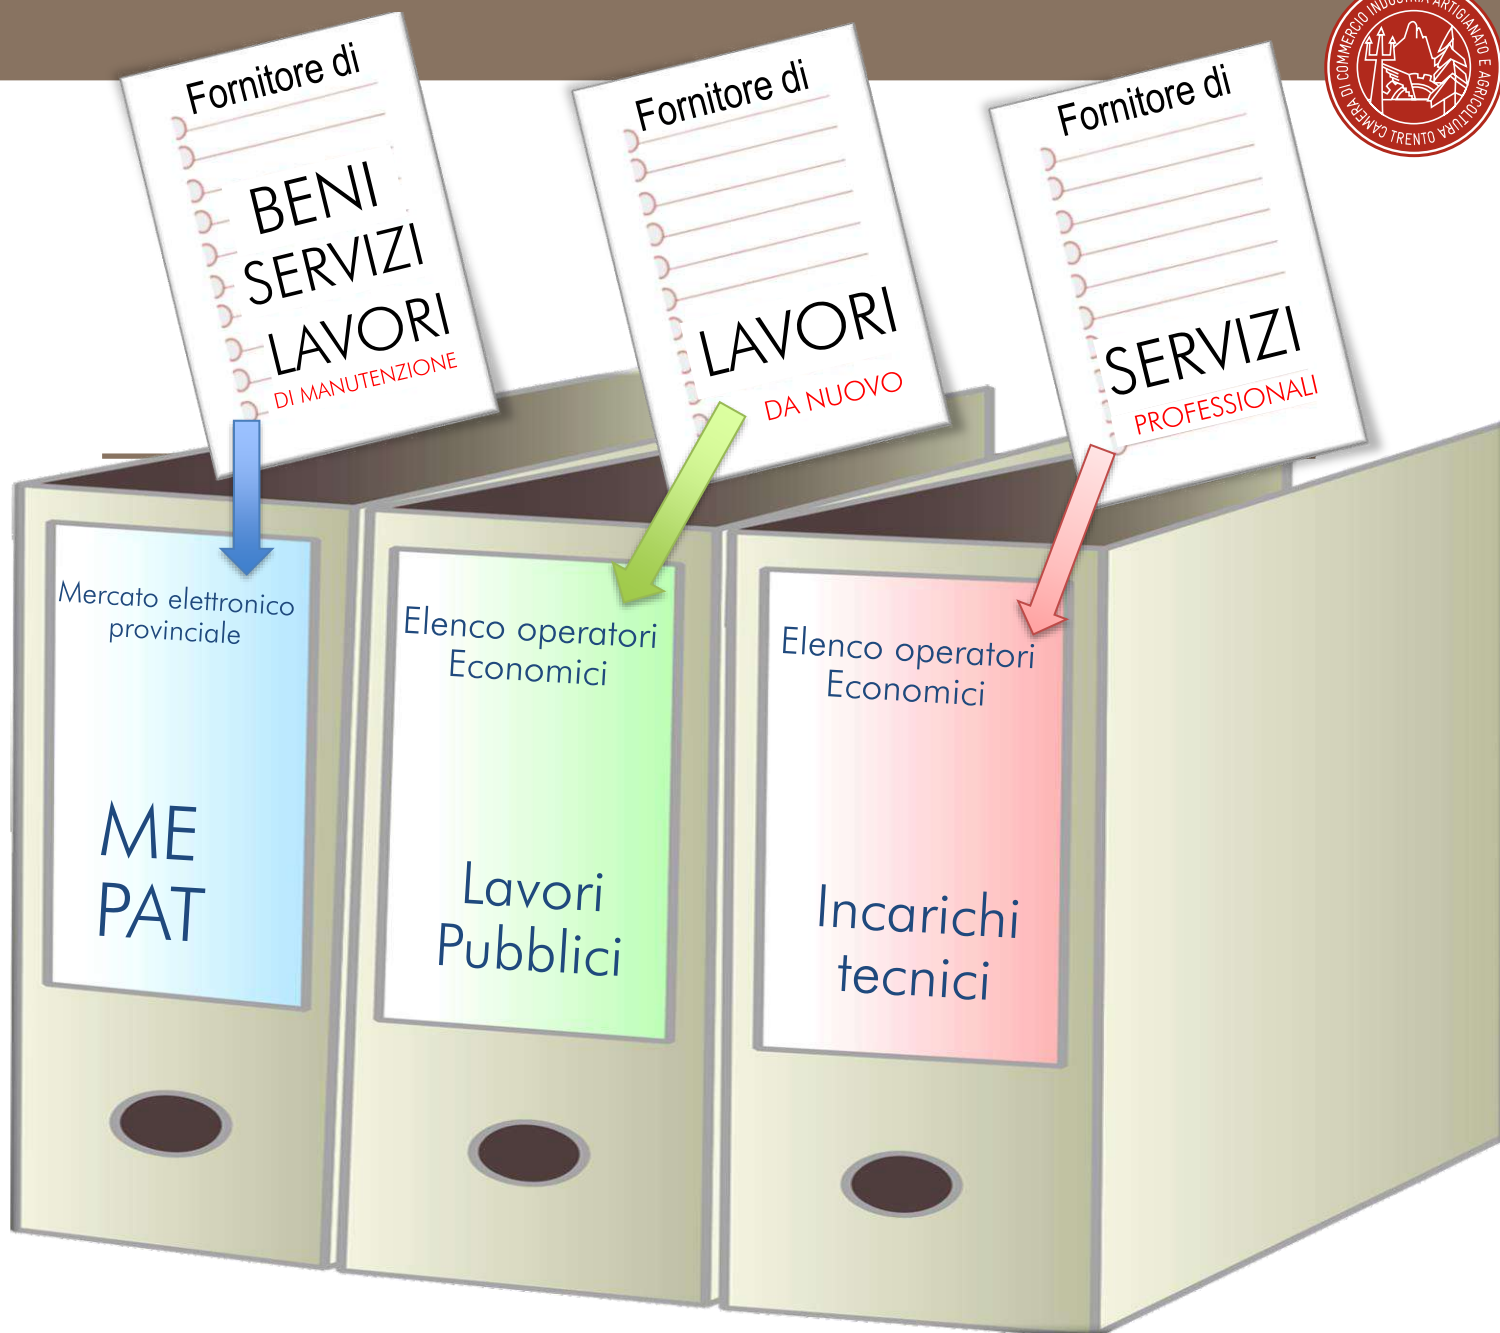 Fornitore di
BENI
SERVIZI
LAVORI
DI MANUTENZIONE
Fornitore di
LAVORI
DA NUOVO
Fornitore di
SERVIZI
PROFESSIONALI
CAMERA DI COMMERCIO INDUSTRIA ARTIGIANATO E AGRICOLTURA
TRENTO
Mercato elettronico
provinciale
ME
PAT
Elenco operatori
Economici
Lavori
Pubblici
Elenco operatori
Economici
Incarichi
tecnici